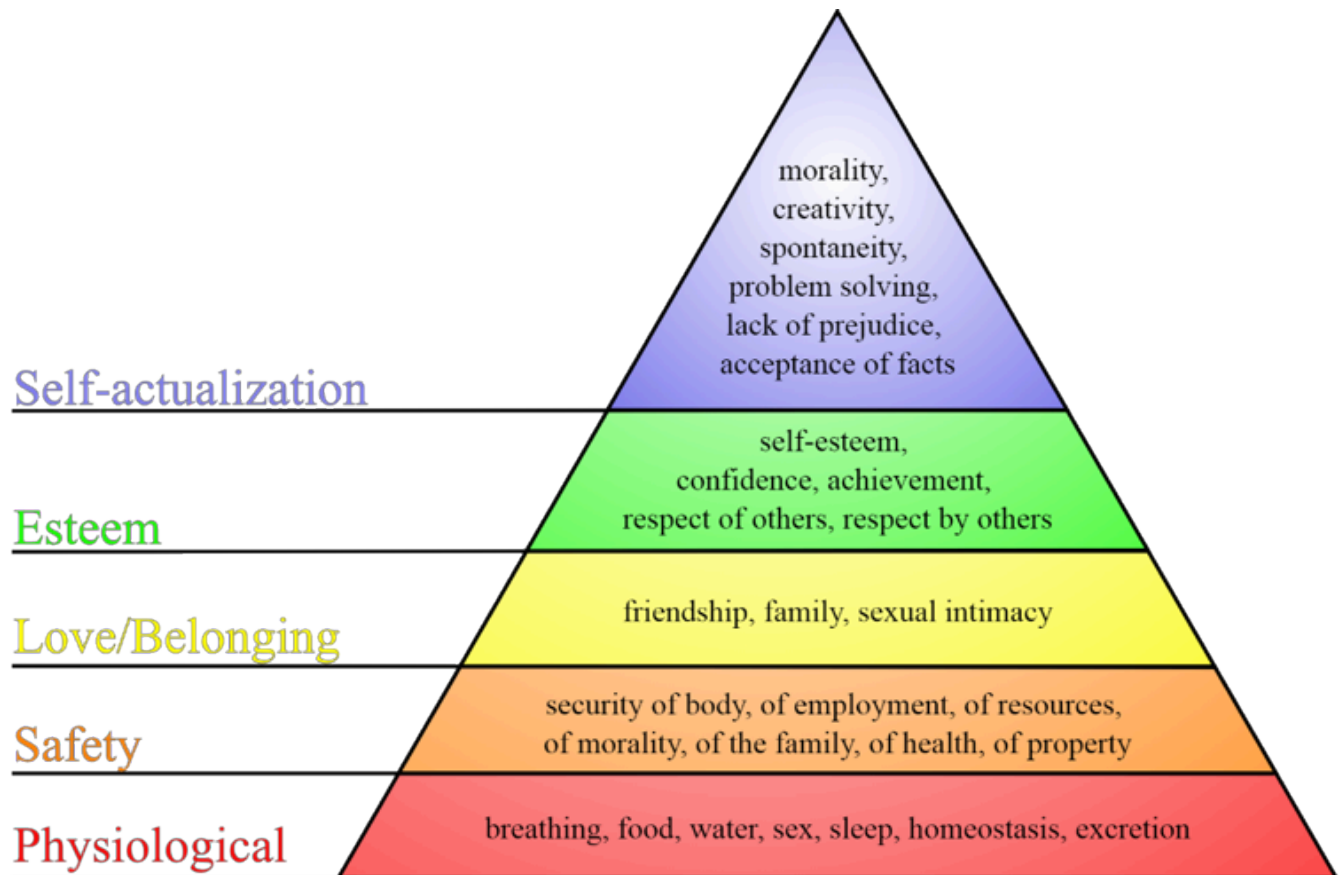 morality,
creativity,
spontaneity,
problem solving,
lack of prejudice,
acceptance of facts
Self-actualization
self-esteem,
confidence, achievement,
respect of others, respect by others
Esteem
friendship, family, sexual intimacy
Love/Belonging
security of body, of employment, of resources,
of morality, of the family, of health, of property
Safety
breathing, food, water, sex, sleep, homeostasis, excretion
Physiological